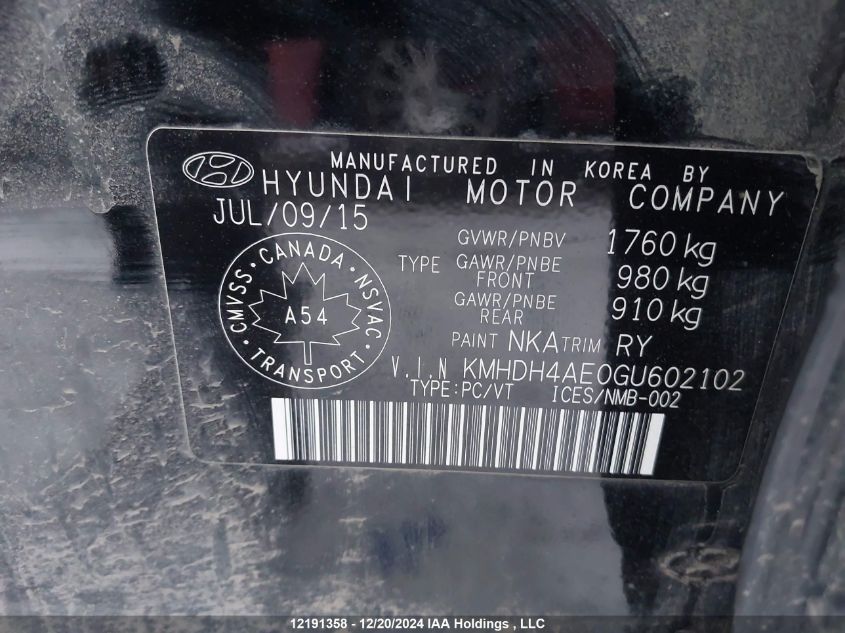 MANUFACTURED IN KOREA BY
HYUNDAI MOTOR COMPANY
JUL/09/15
GVWR/PNBV 1760 kg
TYPE GAWR/PNBE FRONT 980 kg
GAWR/PNBE REAR 910 kg
CMVSS · CANADA · NSVAC · TRANSPORT ·
A54
PAINT NKA TRIM RY
V.I.N KMHDH4AE0GU602102
TYPE:PC/VT ICES/NMB-002
12191358 - 12/20/2024 IAA Holdings , LLC